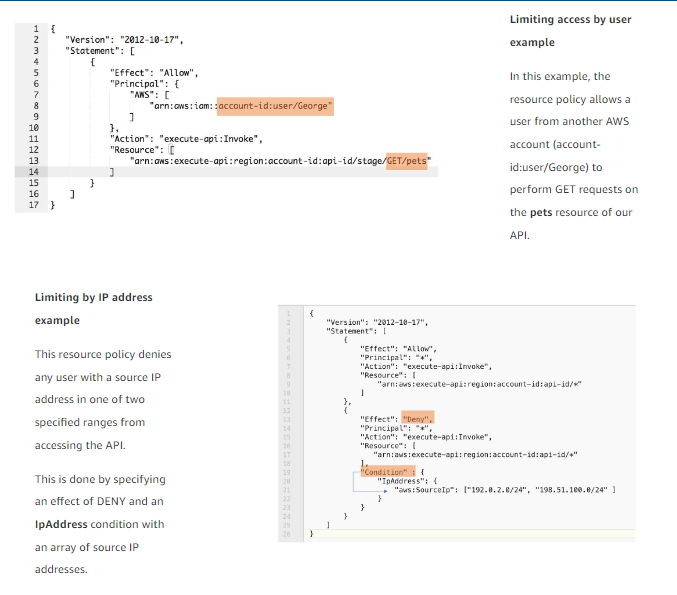 1 {
2 "Version": "2012-10-17",
3 "Statement": [
4 {
5 "Effect": "Allow",
6 "Principal": {
7 "AWS": [
8 "arn:aws:iam::account-id:user/George"
9 ]
10 },
11 "Action": "execute-api:Invoke",
12 "Resource": [
13 "arn:aws:execute-api:region:account-id:api-id/stage/GET/pets"
14 ]
15 }
16 ]
17 }
Limiting access by user
example
In this example, the
resource policy allows a
user from another AWS
account (account-
id:user/George) to
perform GET requests on
the pets resource of our
API.
Limiting by IP address
example
This resource policy denies
any user with a source IP
address in one of two
specified ranges from
accessing the API.
This is done by specifying
an effect of DENY and an
IpAddress condition with
an array of source IP
addresses.
1 {
2 "Version": "2012-10-17",
3 "Statement": [
4 {
5 "Effect": "Allow",
6 "Principal": "*",
7 "Action": "execute-api:Invoke",
8 "Resource": [
9 "arn:aws:execute-api:region:account-id:api-id/*"
10 ]
11 },
12 {
13 "Effect": "Deny",
14 "Principal": "*",
15 "Action": "execute-api:Invoke",
16 "Resource": [
17 "arn:aws:execute-api:region:account-id:api-id/*"
18 ],
19 "Condition" : {
20 "IpAddress": {
21 "aws:SourceIp": ["192.0.2.0/24", "198.51.100.0/24" ]
22 }
23 }
24 }
25 ]
26 }